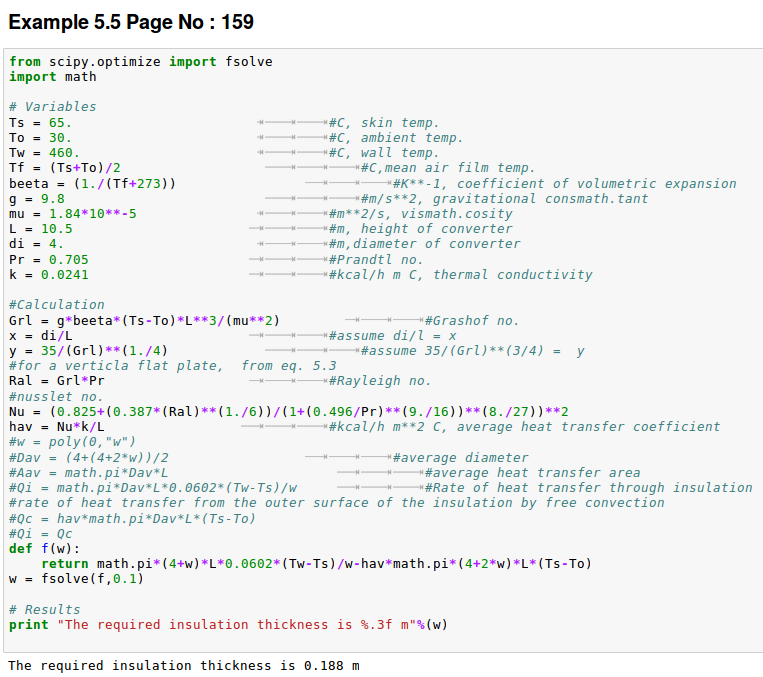 Example 5.5 Page No : 159
from scipy.optimize import fsolve
import math
# Variables
Ts = 65. #C, skin temp.
To = 30. #C, ambient temp.
Tw = 460. #C, wall temp.
Tf = (Ts+To)/2 #C,mean air film temp.
beeta = (1./(Tf+273)) #K**-1, coefficient of volumetric expansion
g = 9.8 #m/s**2, gravitational consmath.tant
mu = 1.84*10**-5 #m**2/s, vismath.cosity
L = 10.5 #m, height of converter
di = 4. #m,diameter of converter
Pr = 0.705 #Prandtl no.
k = 0.0241 #kcal/h m C, thermal conductivity
#Calculation
Grl = g*beeta*(Ts-To)*L**3/(mu**2) #Grashof no.
x = di/L #assume di/l = x
y = 35/(Grl)**(1./4) #assume 35/(Grl)**(3/4) =  y
#for a verticla flat plate,  from eq. 5.3
Ral = Grl*Pr #Rayleigh no.
#nusslet no.
Nu = (0.825+(0.387*(Ral)**(1./6))/(1+(0.496/Pr)**(9./16))**(8./27))**2
hav = Nu*k/L #kcal/h m**2 C, average heat transfer coefficient
#w = poly(0,"w")
#Dav = (4+(4+2*w))/2 #average diameter
#Aav = math.pi*Dav*L #average heat transfer area
#Qi = math.pi*Dav*L*0.0602*(Tw-Ts)/w #Rate of heat transfer through insulation
#rate of heat transfer from the outer surface of the insulation by free convection
#Qc = hav*math.pi*Dav*L*(Ts-To)
#Qi = Qc
def f(w):
    return math.pi*(4+w)*L*0.0602*(Tw-Ts)/w-hav*math.pi*(4+2*w)*L*(Ts-To)
w = fsolve(f,0.1)
# Results
print "The required insulation thickness is %.3f m"%(w)
The required insulation thickness is 0.188 m